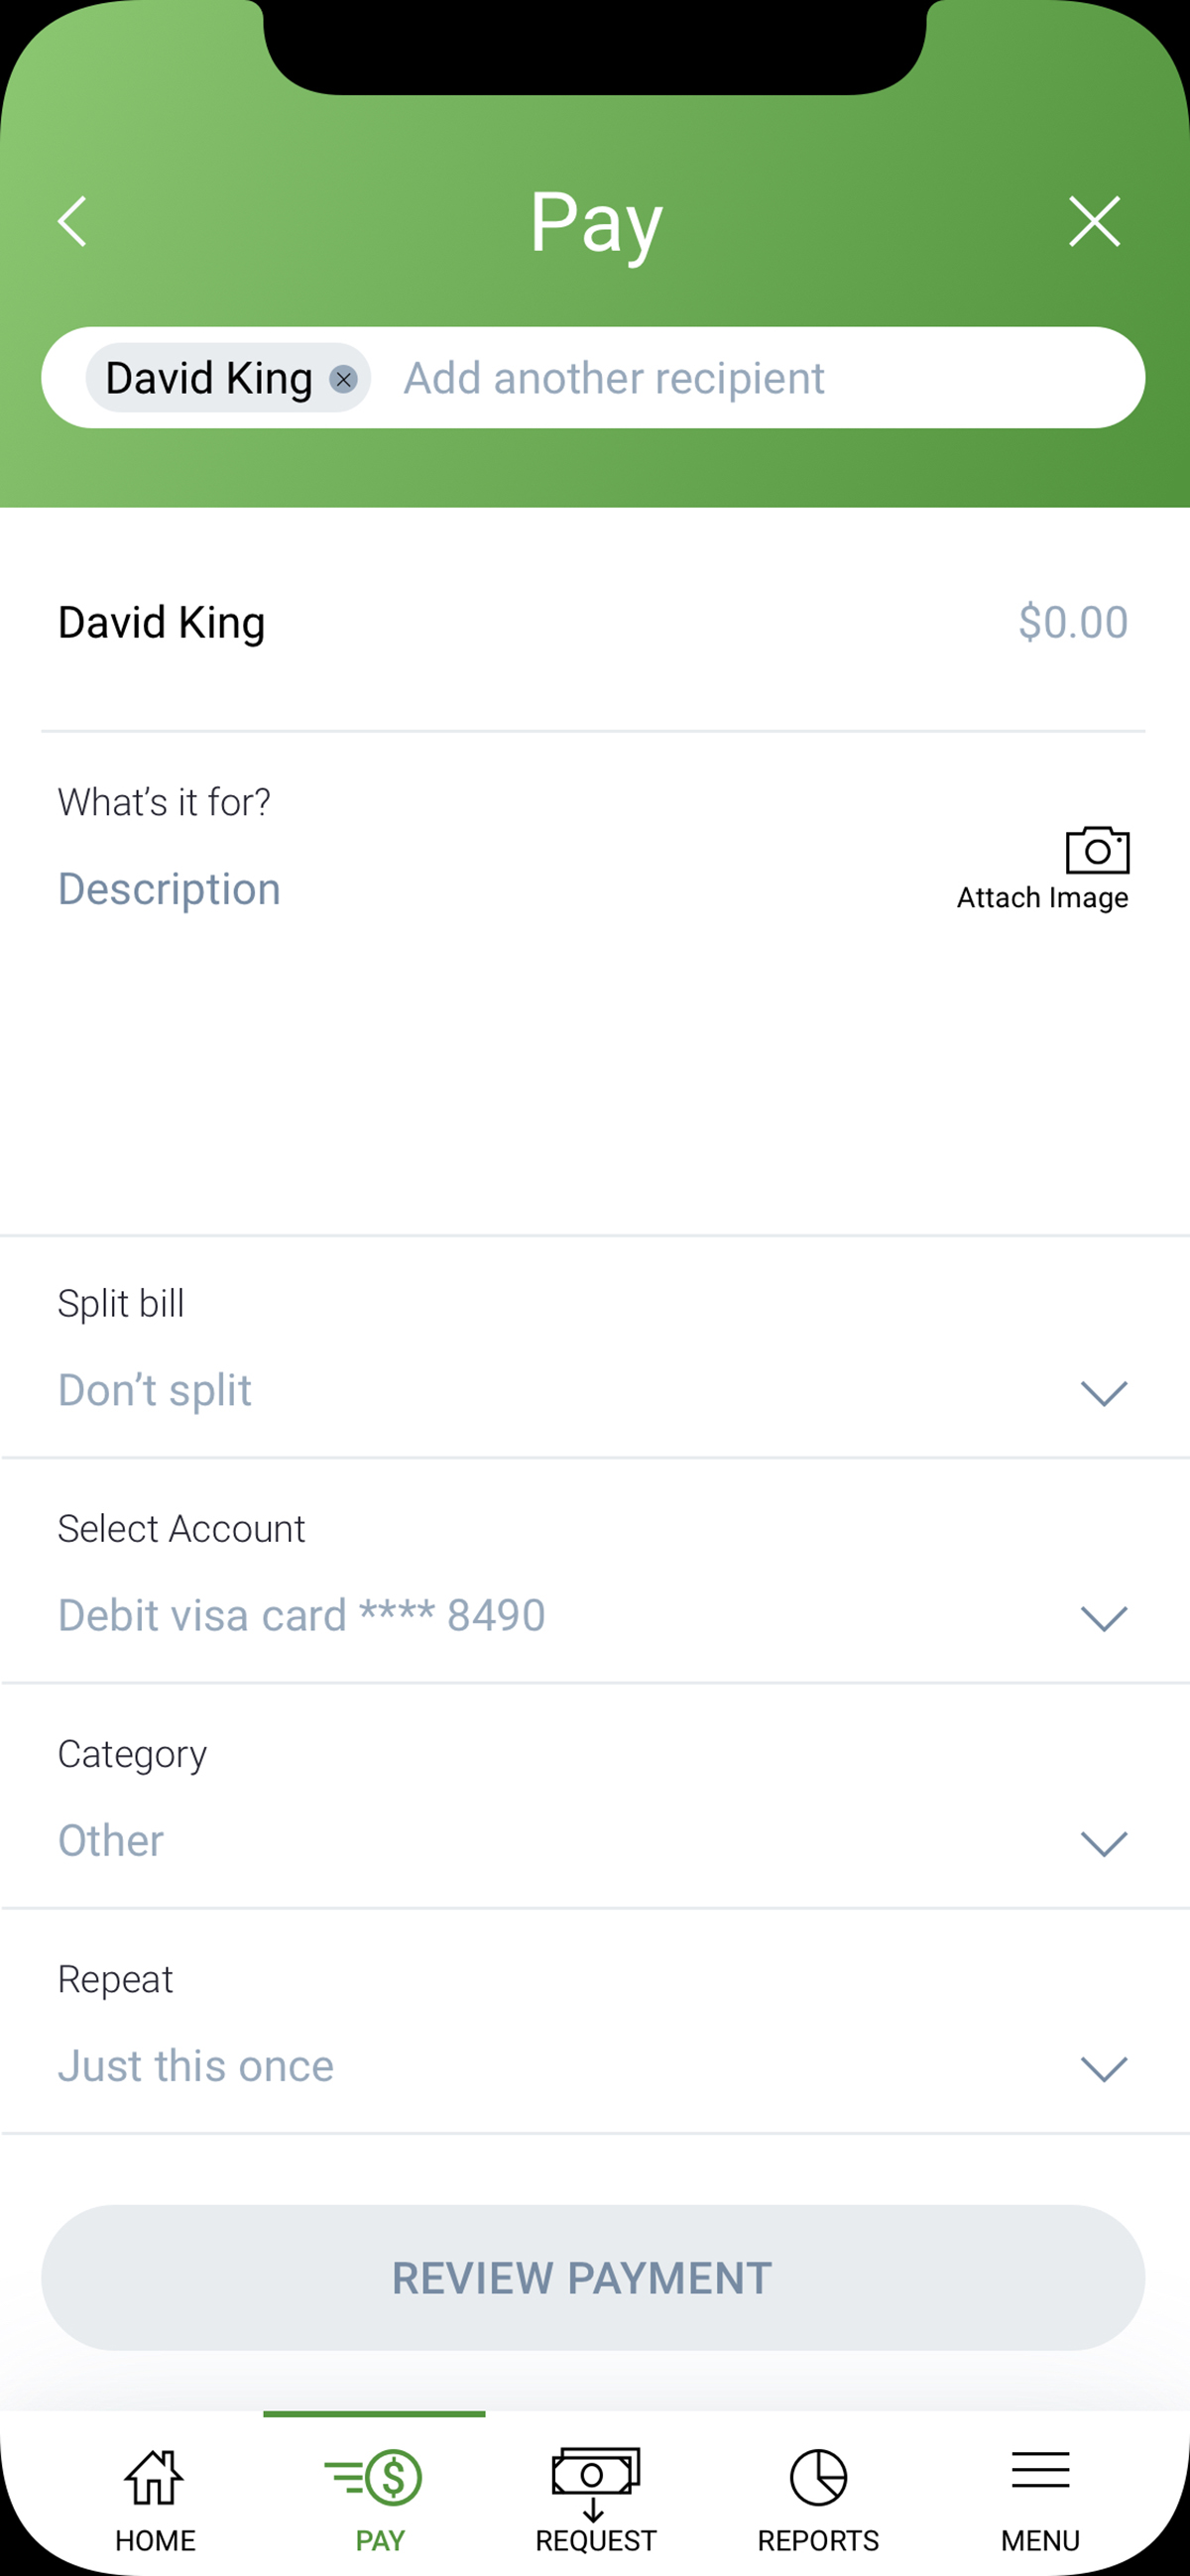 Pay
David King Add another recipient
David King $0.00
What’s it for?
Description
Attach Image
Split bill
Don’t split
Select Account
Debit visa card **** 8490
Category
Other
Repeat
Just this once
REVIEW PAYMENT
HOME PAY REQUEST REPORTS MENU